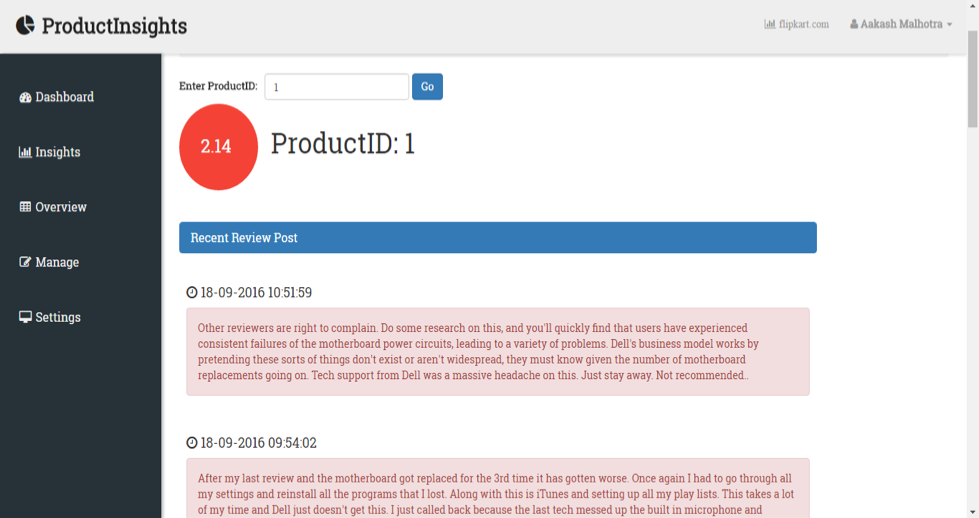 ProductInsights
flipkart.com
Aakash Malhotra
Dashboard
Insights
Overview
Manage
Settings
Enter ProductID: 1 Go
2.14 ProductID: 1
Recent Review Post
18-09-2016 10:51:59
Other reviewers are right to complain. Do some research on this, and you'll quickly find that users have experienced
consistent failures of the motherboard power circuits, leading to a variety of problems. Dell's business model works by
pretending these sorts of things don't exist or aren't widespread, they must know given the number of motherboard
replacements going on. Tech support from Dell was a massive headache on this. Just stay away. Not recommended..
18-09-2016 09:54:02
After my last review and the motherboard got replaced for the 3rd time it has gotten worse. Once again I had to go through all
my settings and reinstall all the programs that I lost. Along with this is iTunes and setting up all my play lists. This takes a lot
of my time and Dell just doesn't get this. I just called back because the last tech messed up the built in microphone and